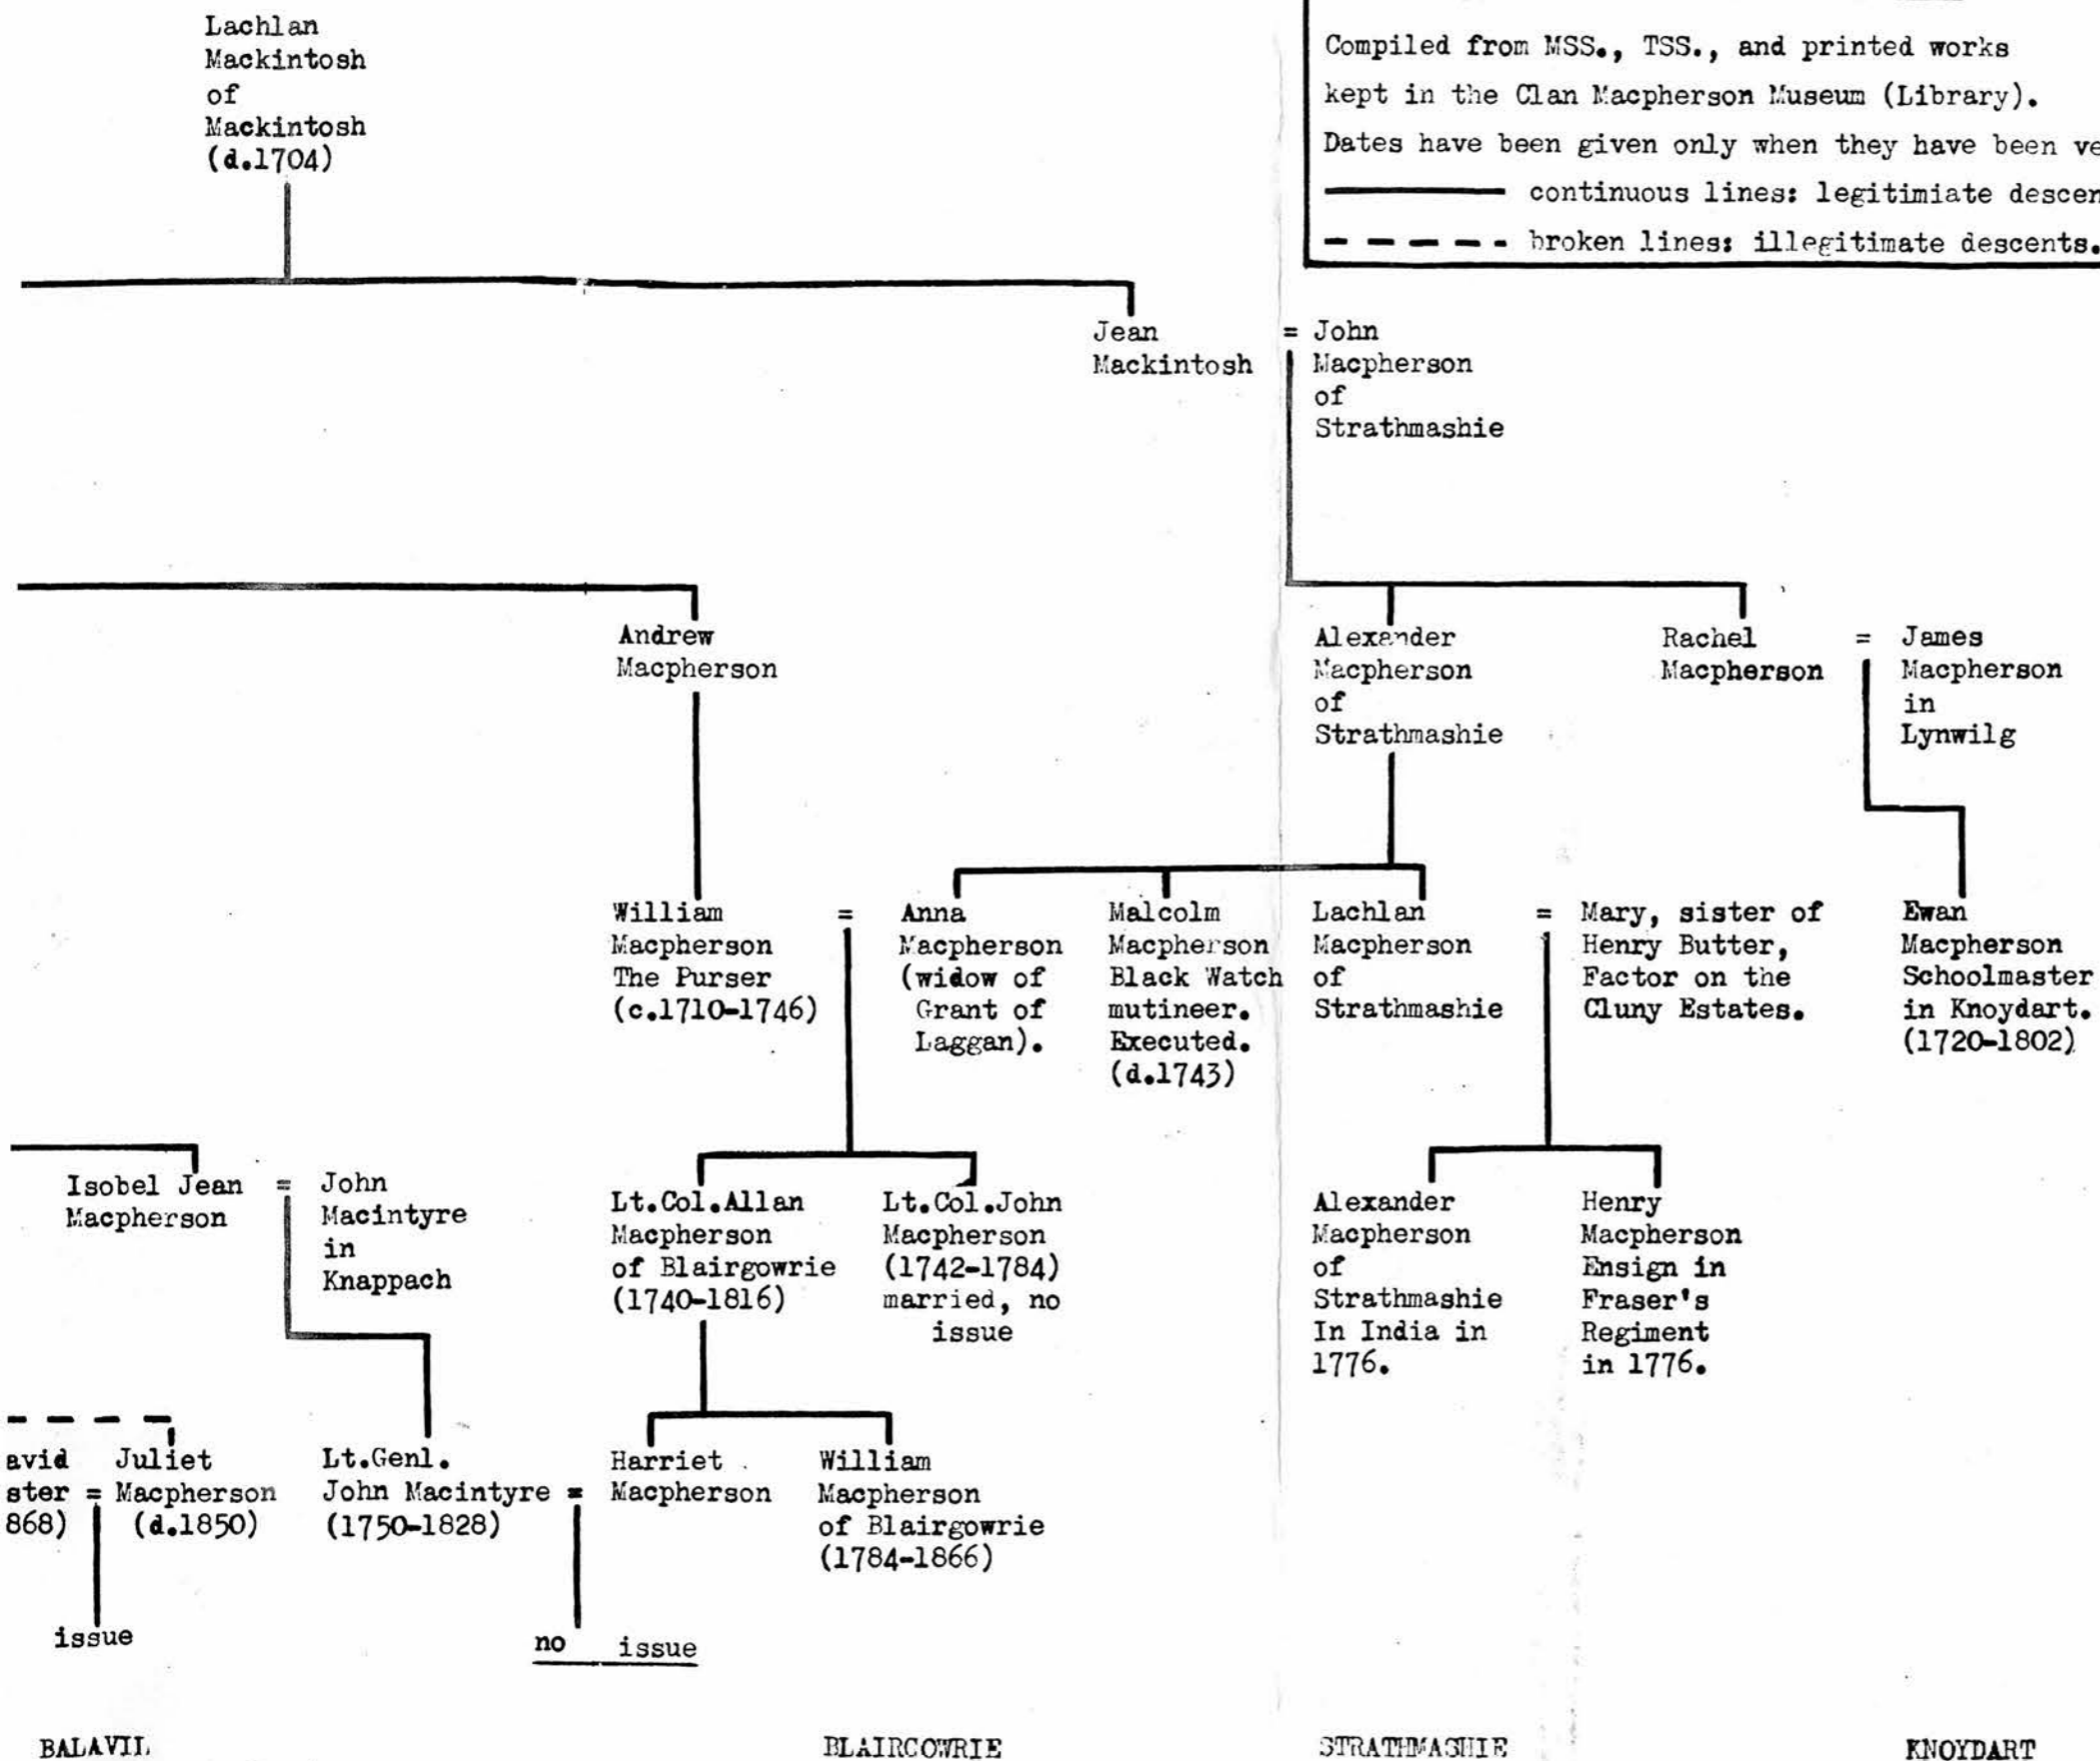 Lachlan
Mackintosh
of
Mackintosh
(d.1704)
Compiled from MSS., TSS., and printed works
kept in the Clan Macpherson Museum (Library).
Dates have been given only when they have been ve
continuous lines: legitimiate descen
broken lines: illegitimate descents.
Jean
Mackintosh
= John
Macpherson
of
Strathmashie
Andrew
Macpherson
Alexander
Macpherson
of
Strathmashie
Rachel
Macpherson
= James
Macpherson
in
Lynwilg
William
Macpherson
The Purser
(c.1710-1746)
= Anna
Macpherson
(widow of
Grant of
Laggan).
Malcolm
Macpherson
Black Watch
mutineer.
Executed.
(d.1743)
Lachlan
Macpherson
of
Strathmashie
= Mary, sister of
Henry Butter,
Factor on the
Cluny Estates.
Ewan
Macpherson
Schoolmaster
in Knoydart.
(1720-1802)
Isobel Jean
Macpherson
= John
Macintyre
in
Knappach
Lt.Col.Allan
Macpherson
of Blairgowrie
(1740-1816)
Lt.Col.John
Macpherson
(1742-1784)
married, no
issue
Alexander
Macpherson
of
Strathmashie
In India in
1776.
Henry
Macpherson
Ensign in
Fraser's
Regiment
in 1776.
avid
ster =
868)
Juliet
Macpherson
(d.1850)
Lt.Genl.
John Macintyre =
(1750-1828)
Harriet
Macpherson
William
Macpherson
of Blairgowrie
(1784-1866)
issue
no issue
BALAVIL
BLAIRGOWRIE
STRATHMASHIE
KNOYDART